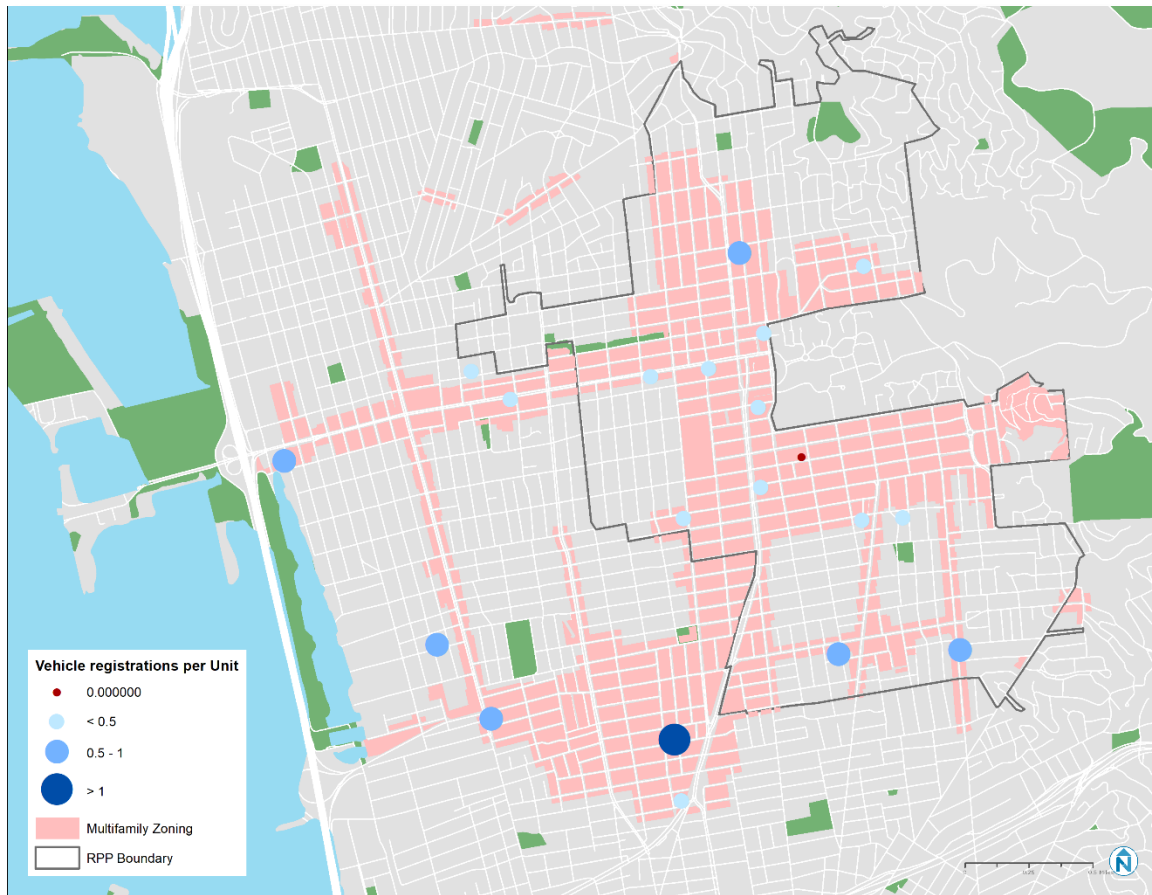 Vehicle registrations per Unit
0.000000
< 0.5
0.5 - 1
> 1
Multifamily Zoning
RPP Boundary
N